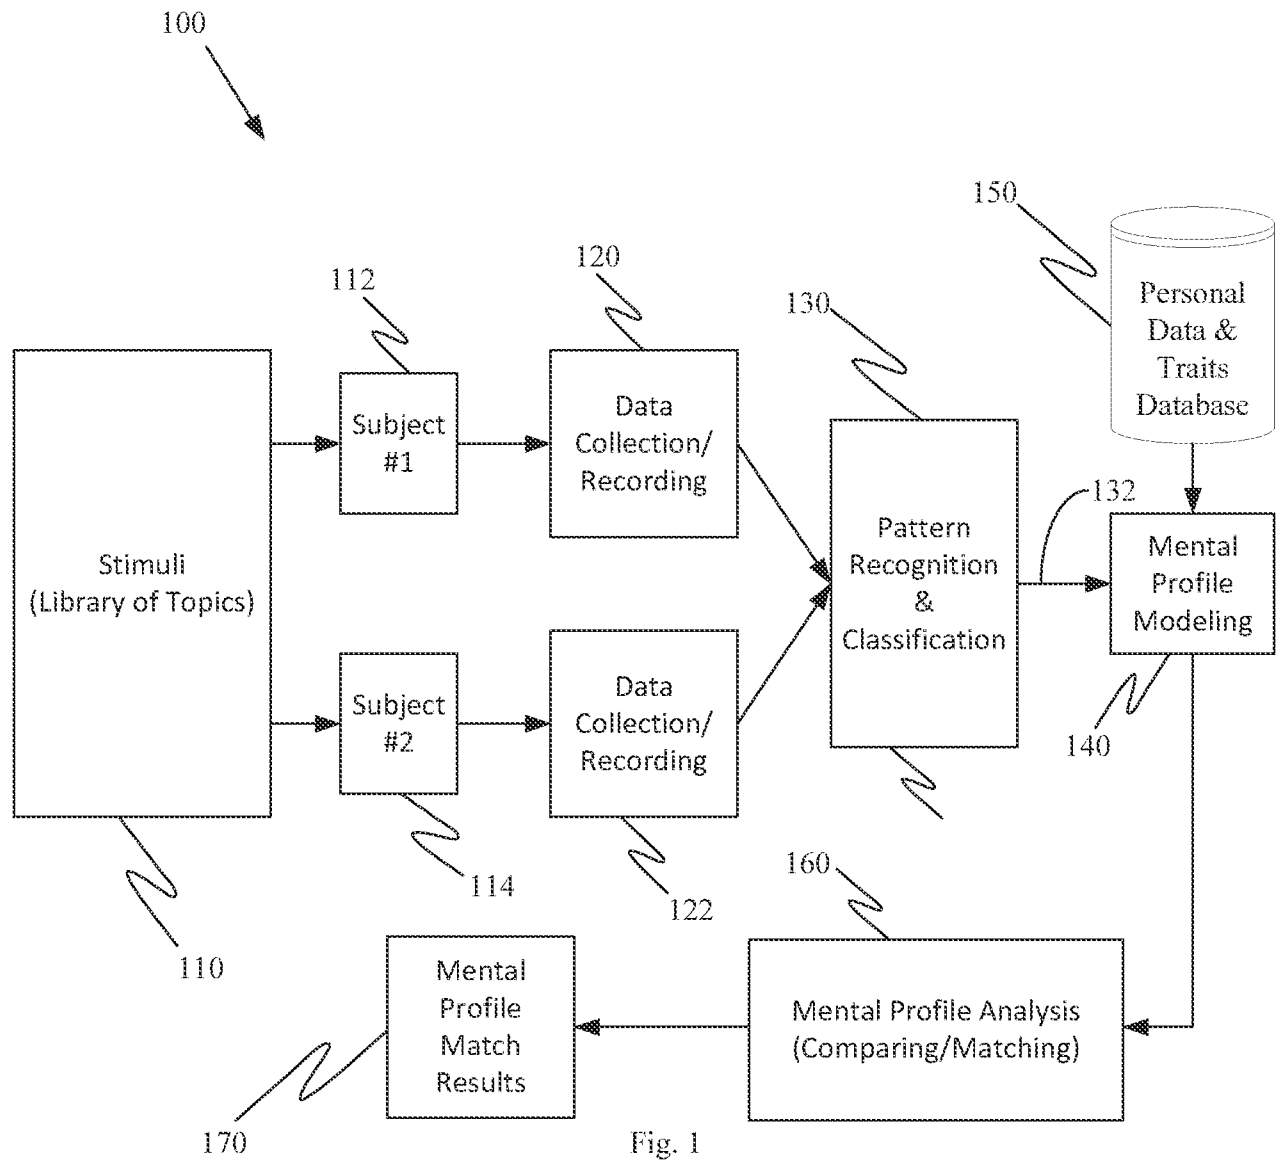 100
150
120
112
130
Personal
Data &
Traits
Database
Subject
#1
Data
Collection/
Recording
132
Stimuli
(Library of Topics)
Pattern
Recognition
&
Classification
Mental
Profile
Modeling
Subject
#2
Data
Collection/
Recording
140
160
114
122
110
Mental
Profile
Match
Results
Mental Profile Analysis
(Comparing/Matching)
170
Fig. 1